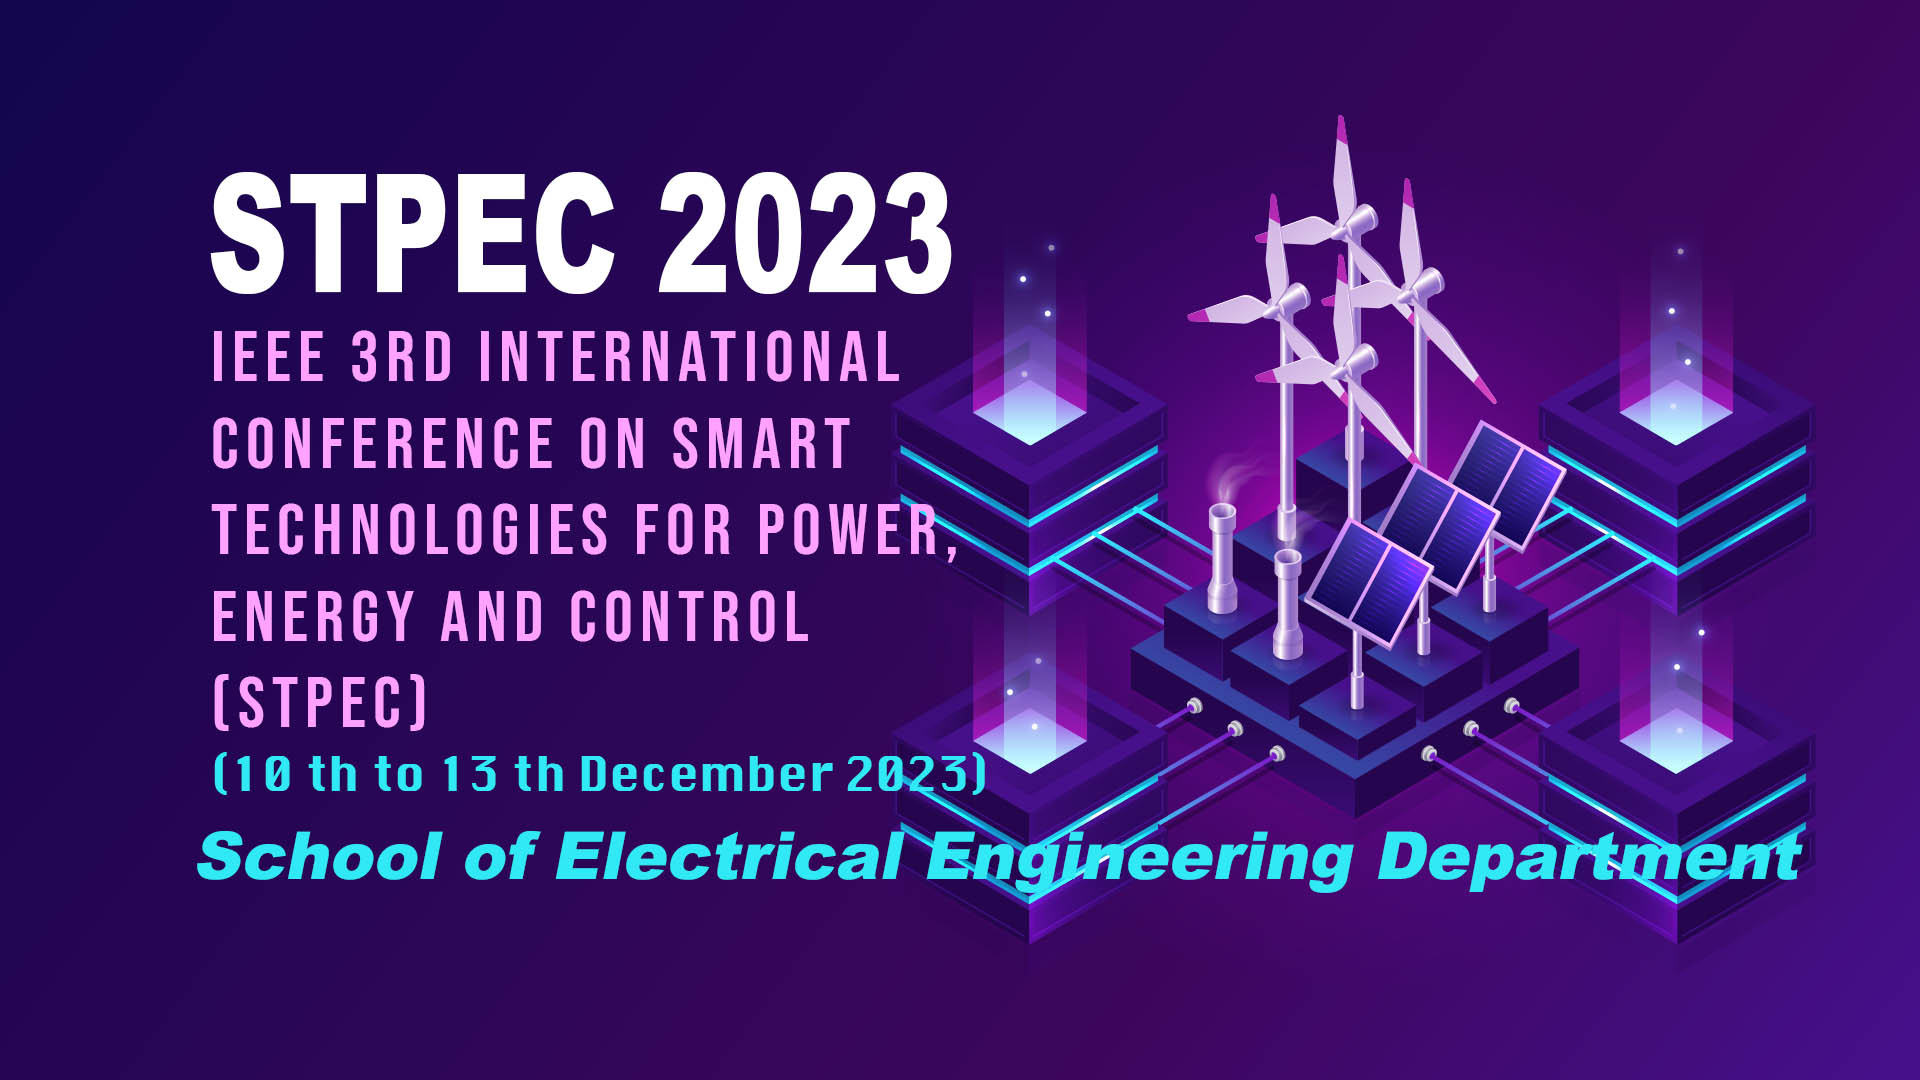 STPEC 2023
IEEE 3RD INTERNATIONAL
CONFERENCE ON SMART
TECHNOLOGIES FOR POWER,
ENERGY AND CONTROL
(STPEC)
(10 th to 13 th December 2023)
School of Electrical Engineering Department